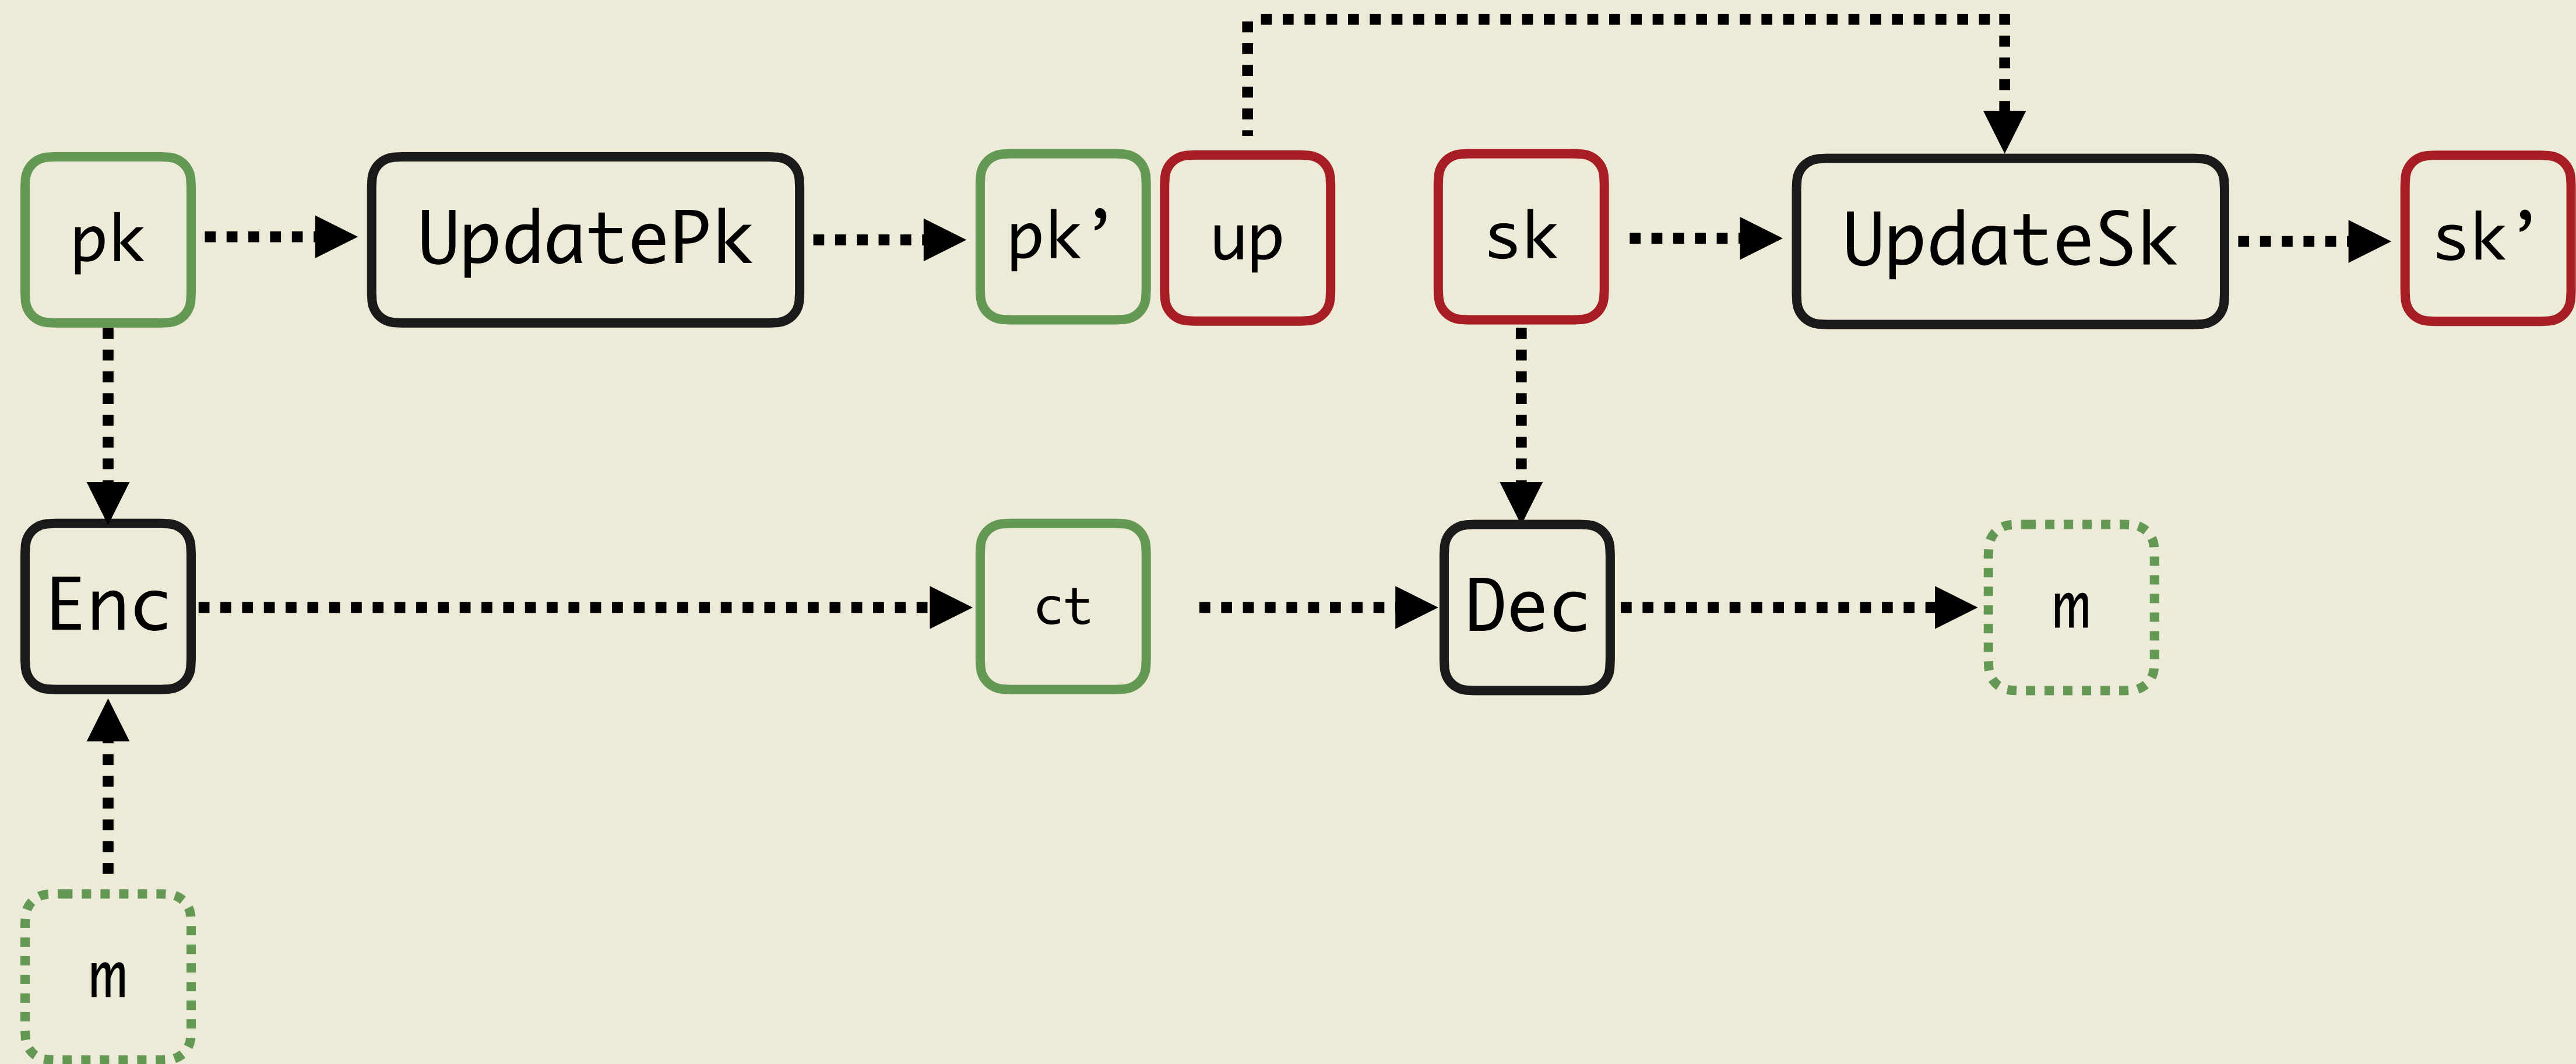 pk
UpdatePk
pk’
up
sk
UpdateSk
sk’
Enc
ct
Dec
m
m